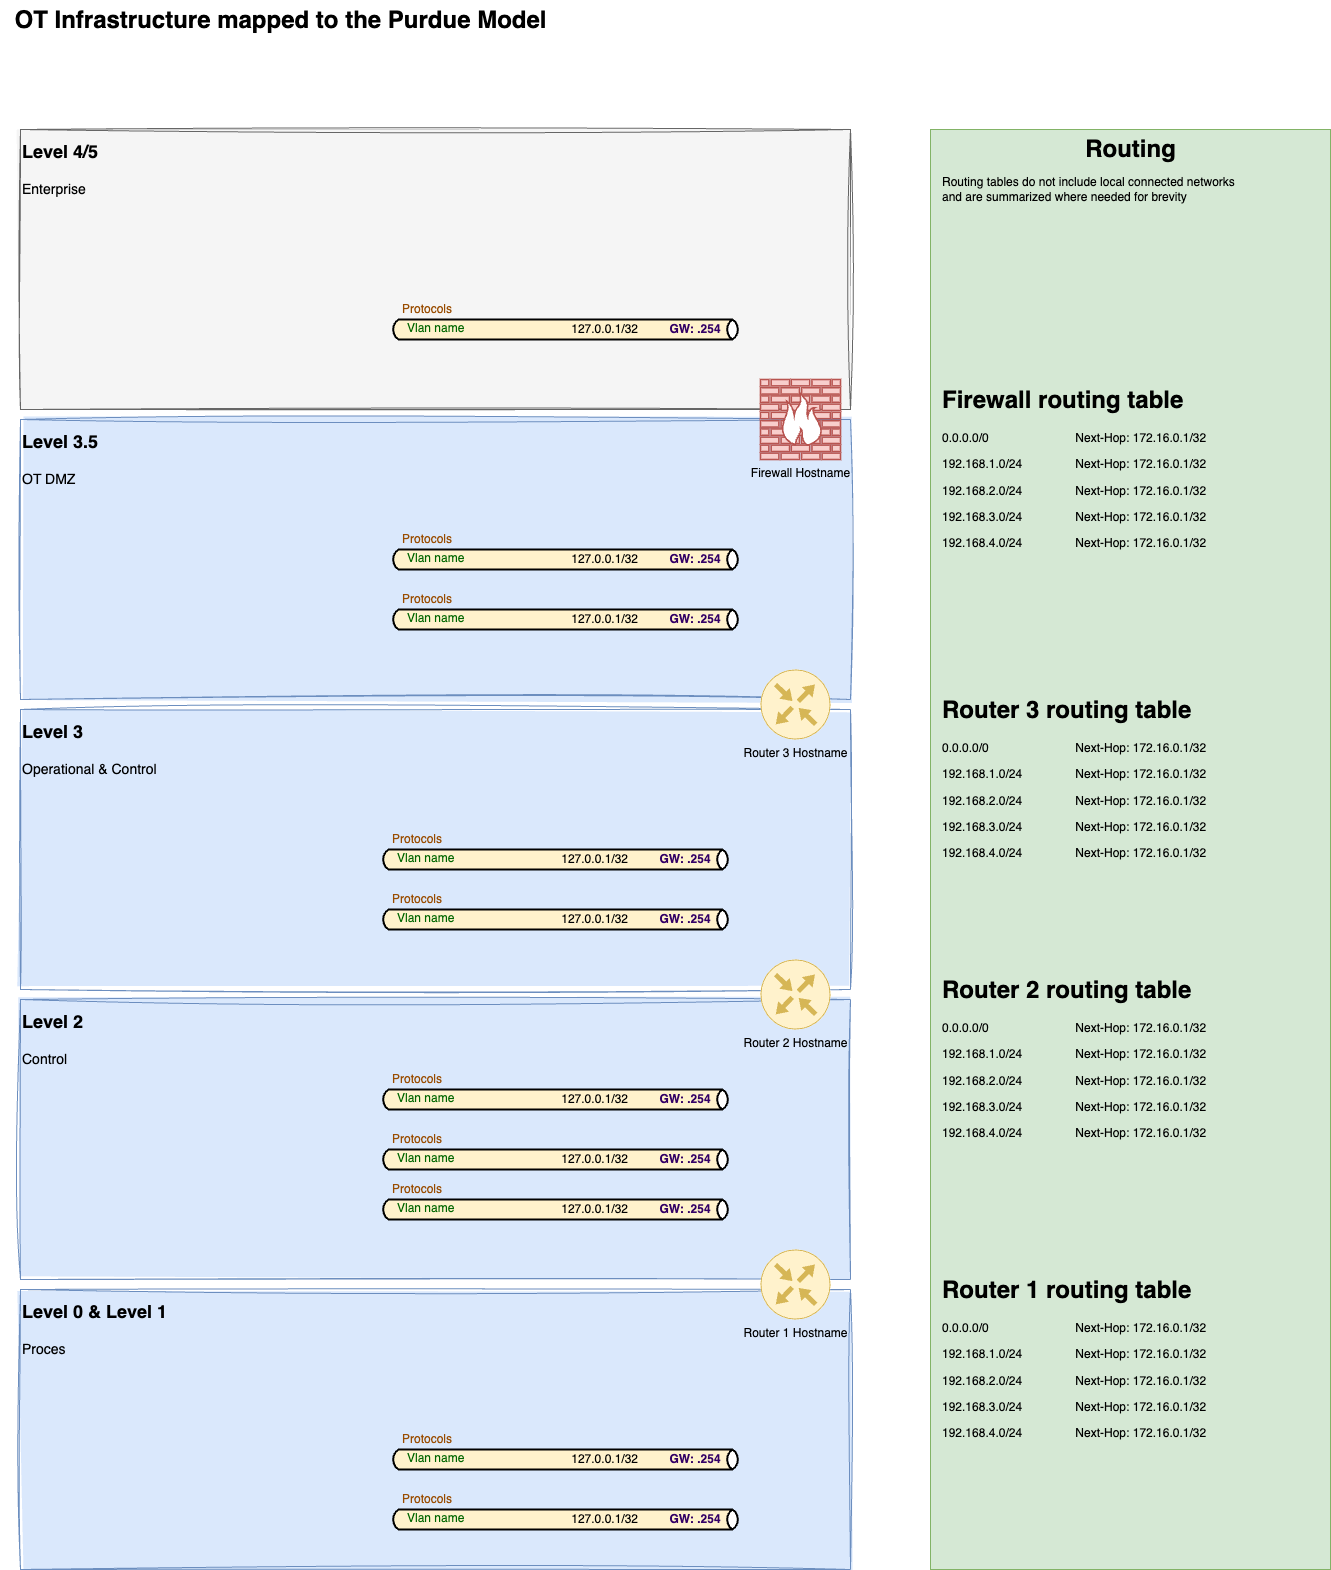 OT Infrastructure mapped to the Purdue Model
Level 4/5
Enterprise
Protocols
Vlan name 127.0.0.1/32 GW: .254
Firewall Hostname
Level 3.5
OT DMZ
Protocols
Vlan name 127.0.0.1/32 GW: .254
Protocols
Vlan name 127.0.0.1/32 GW: .254
Router 3 Hostname
Level 3
Operational & Control
Protocols
Vlan name 127.0.0.1/32 GW: .254
Protocols
Vlan name 127.0.0.1/32 GW: .254
Router 2 Hostname
Level 2
Control
Protocols
Vlan name 127.0.0.1/32 GW: .254
Protocols
Vlan name 127.0.0.1/32 GW: .254
Protocols
Vlan name 127.0.0.1/32 GW: .254
Router 1 Hostname
Level 0 & Level 1
Proces
Protocols
Vlan name 127.0.0.1/32 GW: .254
Protocols
Vlan name 127.0.0.1/32 GW: .254
Routing
Routing tables do not include local connected networks
and are summarized where needed for brevity
Firewall routing table
0.0.0.0/0 Next-Hop: 172.16.0.1/32
192.168.1.0/24 Next-Hop: 172.16.0.1/32
192.168.2.0/24 Next-Hop: 172.16.0.1/32
192.168.3.0/24 Next-Hop: 172.16.0.1/32
192.168.4.0/24 Next-Hop: 172.16.0.1/32
Router 3 routing table
0.0.0.0/0 Next-Hop: 172.16.0.1/32
192.168.1.0/24 Next-Hop: 172.16.0.1/32
192.168.2.0/24 Next-Hop: 172.16.0.1/32
192.168.3.0/24 Next-Hop: 172.16.0.1/32
192.168.4.0/24 Next-Hop: 172.16.0.1/32
Router 2 routing table
0.0.0.0/0 Next-Hop: 172.16.0.1/32
192.168.1.0/24 Next-Hop: 172.16.0.1/32
192.168.2.0/24 Next-Hop: 172.16.0.1/32
192.168.3.0/24 Next-Hop: 172.16.0.1/32
192.168.4.0/24 Next-Hop: 172.16.0.1/32
Router 1 routing table
0.0.0.0/0 Next-Hop: 172.16.0.1/32
192.168.1.0/24 Next-Hop: 172.16.0.1/32
192.168.2.0/24 Next-Hop: 172.16.0.1/32
192.168.3.0/24 Next-Hop: 172.16.0.1/32
192.168.4.0/24 Next-Hop: 172.16.0.1/32